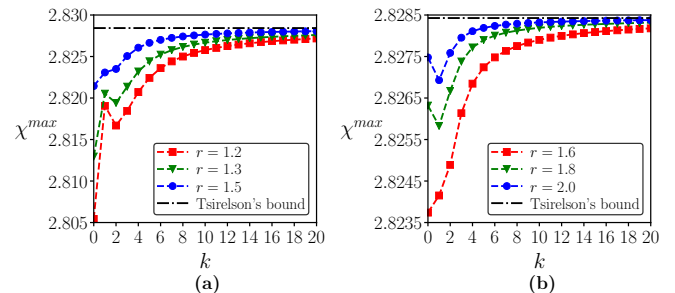 2.830
2.825
2.820
2.815
2.810
2.805
χ^max
0 2 4 6 8 10 12 14 16 18 20
k
r = 1.2
r = 1.3
r = 1.5
Tsirelson's bound
(a)
2.8285
2.8275
2.8265
2.8255
2.8245
2.8235
χ^max
0 2 4 6 8 10 12 14 16 18 20
k
r = 1.6
r = 1.8
r = 2.0
Tsirelson's bound
(b)